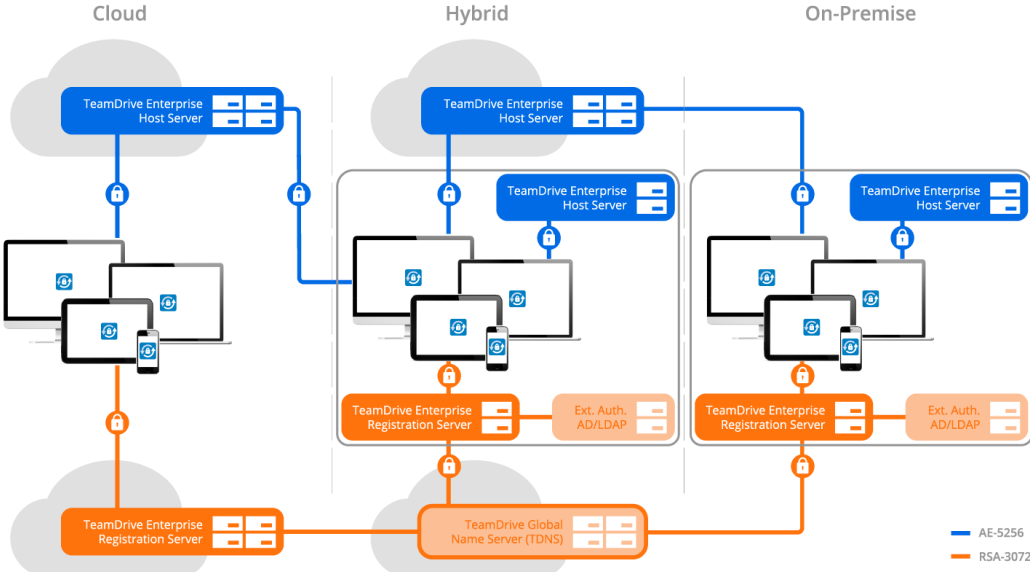 Cloud
Hybrid
On-Premise
TeamDrive Enterprise
Host Server
TeamDrive Enterprise
Host Server
TeamDrive Enterprise
Host Server
TeamDrive Enterprise
Host Server
TeamDrive Enterprise
Registration Server
Ext. Auth.
AD/LDAP
TeamDrive Enterprise
Registration Server
Ext. Auth.
AD/LDAP
TeamDrive Enterprise
Registration Server
TeamDrive Global
Name Server (TDNS)
AE-5256
RSA-3072